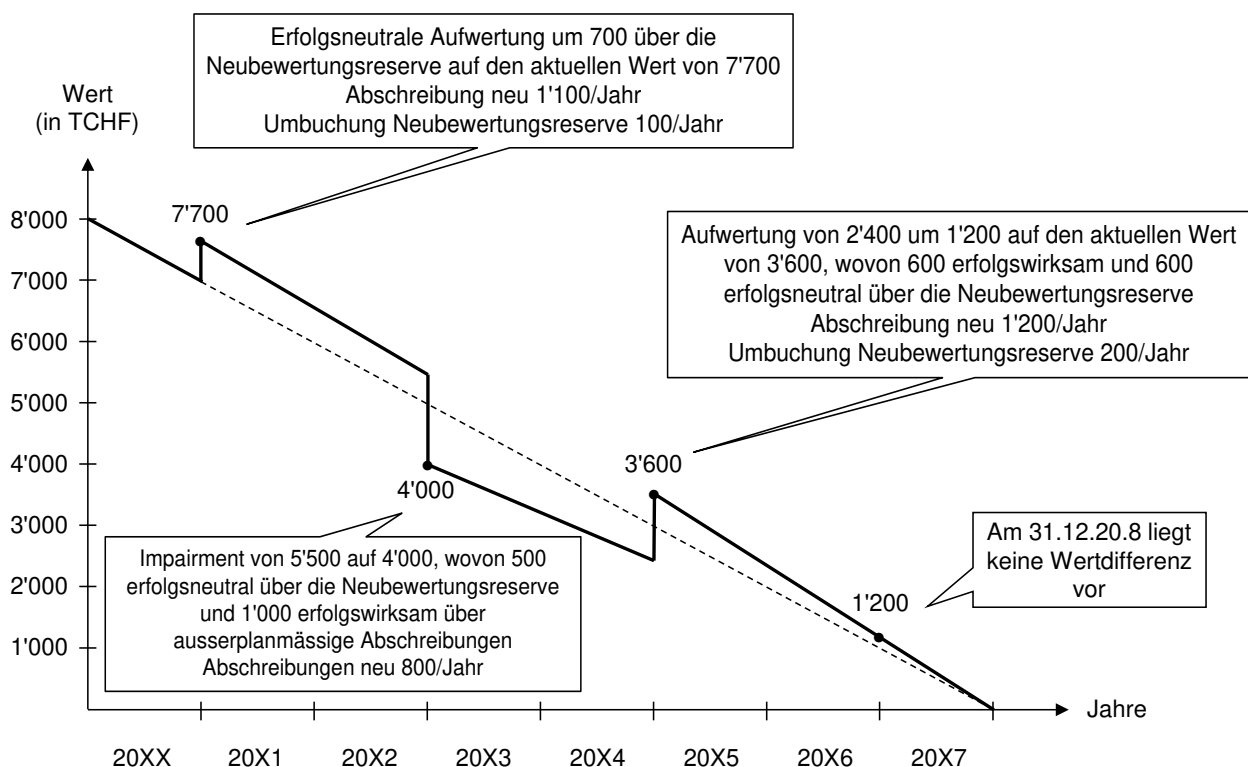 Erfolgsneutrale Aufwertung um 700 über die
Neubewertungsreserve auf den aktuellen Wert von 7'700
Abschreibung neu 1'100/Jahr
Umbuchung Neubewertungsreserve 100/Jahr
Wert
(in TCHF)
8'000
7'000
6'000
5'000
4'000
3'000
2'000
1'000
7'700
Aufwertung von 2'400 um 1'200 auf den aktuellen Wert
von 3'600, wovon 600 erfolgswirksam und 600
erfolgsneutral über die Neubewertungsreserve
Abschreibung neu 1'200/Jahr
Umbuchung Neubewertungsreserve 200/Jahr
4'000
3'600
Impairment von 5'500 auf 4'000, wovon 500
erfolgsneutral über die Neubewertungsreserve
und 1'000 erfolgswirksam über
ausserplanmässige Abschreibungen
Abschreibungen neu 800/Jahr
Am 31.12.20.8 liegt
keine Wertdifferenz
vor
1'200
Jahre
20XX 20X1 20X2 20X3 20X4 20X5 20X6 20X7